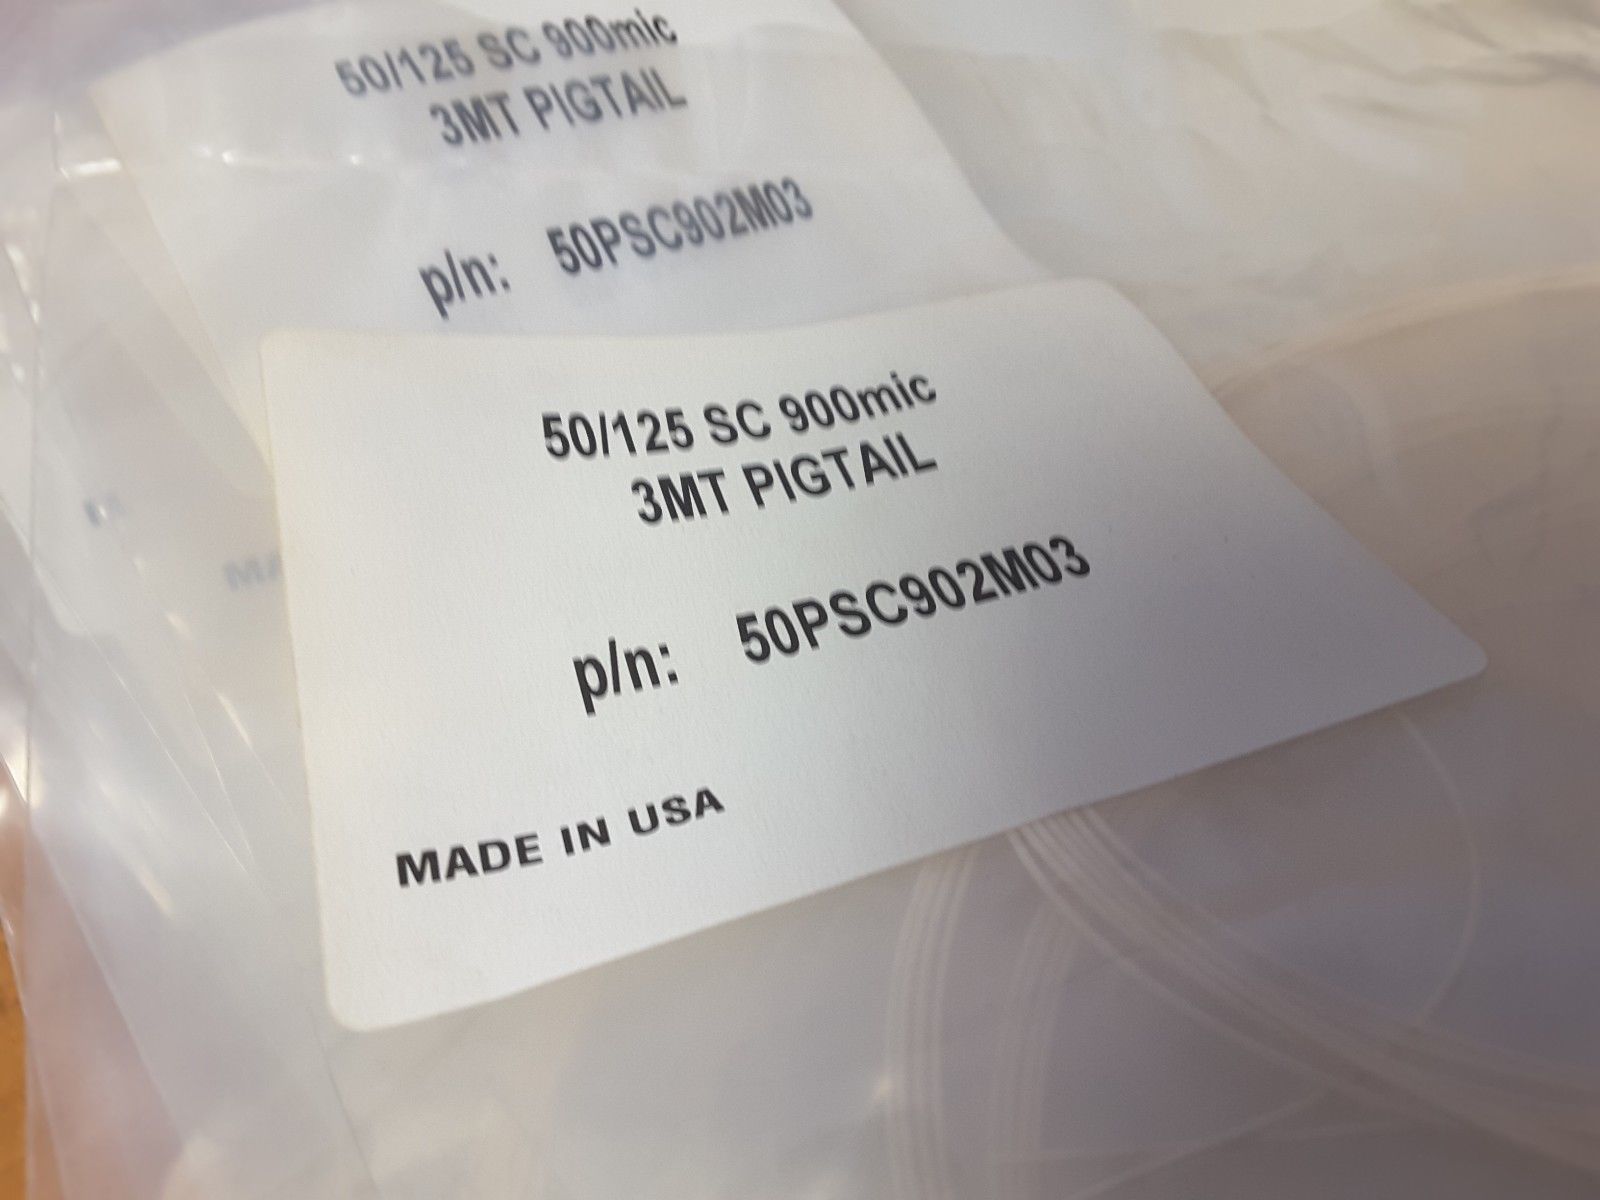 50/125 SC 900mic
3MT PIGTAIL
p/n: 50PSC902M03
50/125 SC 900mic
3MT PIGTAIL
p/n: 50PSC902M03
MADE IN USA